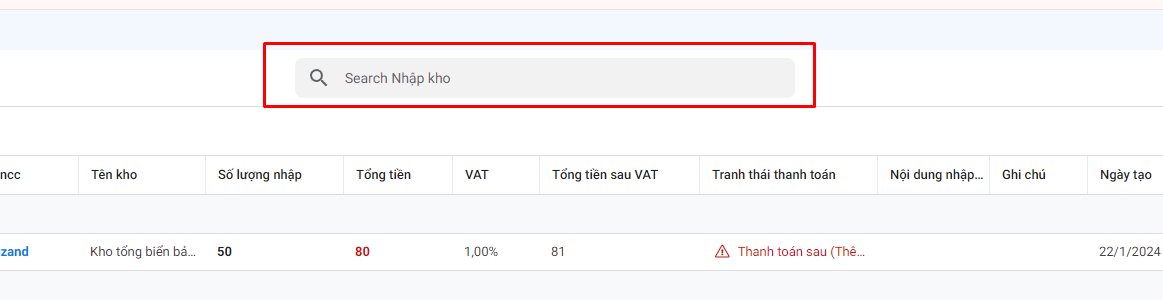 Search Nhập kho
ncc Tên kho Số lượng nhập Tổng tiền VAT Tổng tiền sau VAT Tranh thái thanh toán Nội dung nhập... Ghi chú Ngày tạo
zand Kho tổng biển bả... 50 80 1,00% 81 Thanh toán sau (Thê... 22/1/2024